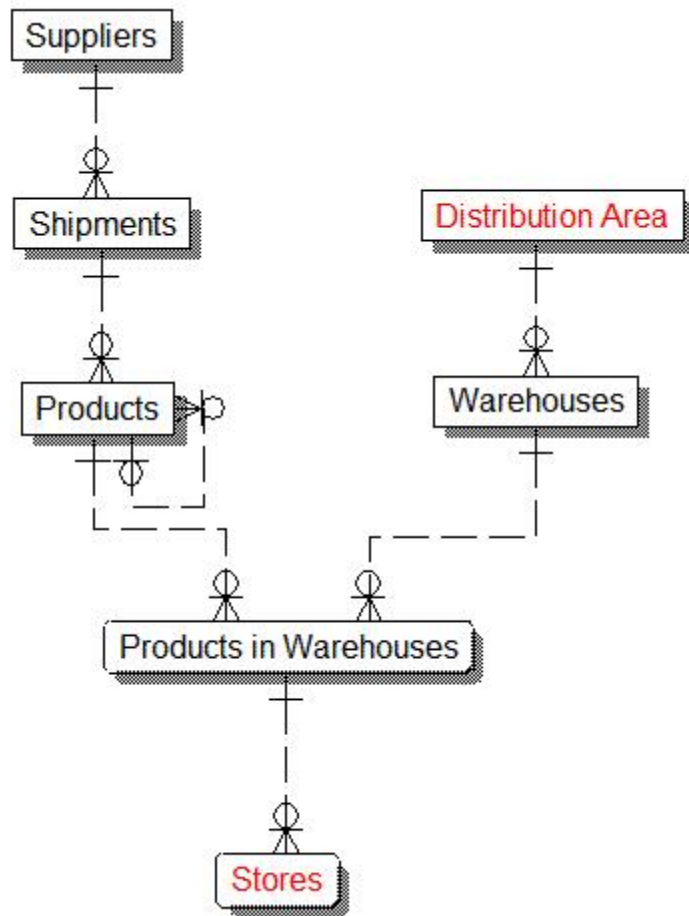 Suppliers
Shipments
Distribution Area
Products
Warehouses
Products in Warehouses
Stores